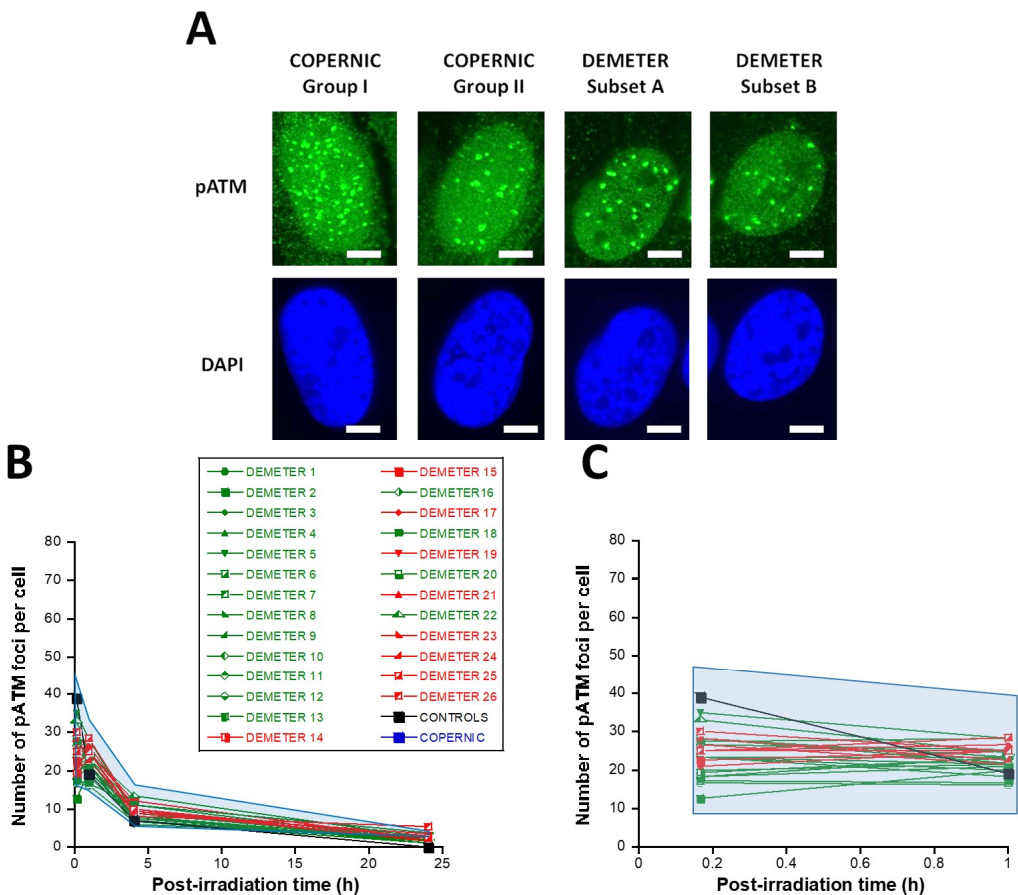 A
COPERNIC
Group I
COPERNIC
Group II
DEMETER
Subset A
DEMETER
Subset B
pATM
DAPI
B
DEMETER 1
DEMETER 2
DEMETER 3
DEMETER 4
DEMETER 5
DEMETER 6
DEMETER 7
DEMETER 8
DEMETER 9
DEMETER 10
DEMETER 11
DEMETER 12
DEMETER 13
DEMETER 14
DEMETER 15
DEMETER16
DEMETER 17
DEMETER 18
DEMETER 19
DEMETER 20
DEMETER 21
DEMETER 22
DEMETER 23
DEMETER 24
DEMETER 25
DEMETER 26
CONTROLS
COPERNIC
Number of pATM foci per cell
80
70
60
50
40
30
20
10
0
0
5
10
15
20
25
Post-irradiation time (h)
C
Number of pATM foci per cell
80
70
60
50
40
30
20
10
0
0
0.2
0.4
0.6
0.8
1
Post-irradiation time (h)